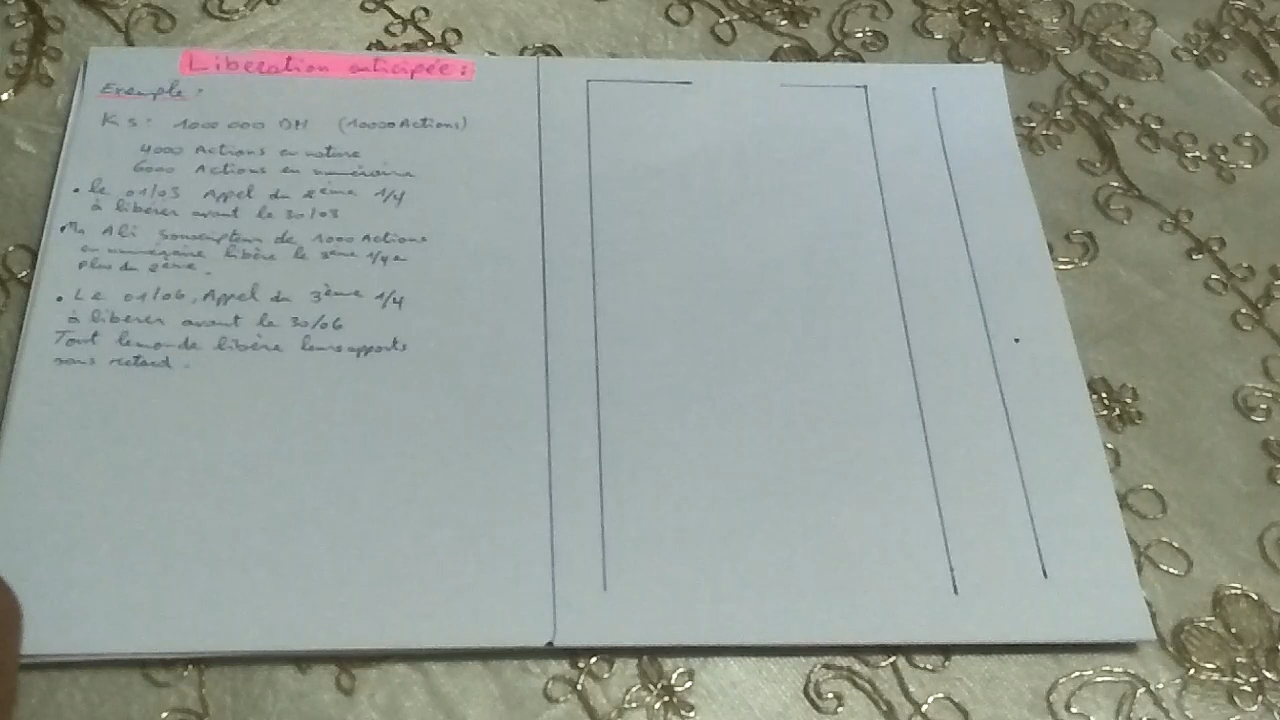 Libération anticipée :
Exemple :
Ks : 1000 000 DH (10000 Actions)
4000 Actions en nature
6000 Actions en numéraire
• le 01/03 Appel du 2ème 1/4
à libérer avant le 30/03
• Mr Ali souscripteur de 1000 Actions
en numéraire libère le 3ème 1/4 en
plus du 2ème.
• Le 01/06, Appel du 3ème 1/4
à libérer avant le 30/06
Tout lemonde libère leurs apports
sans retard.